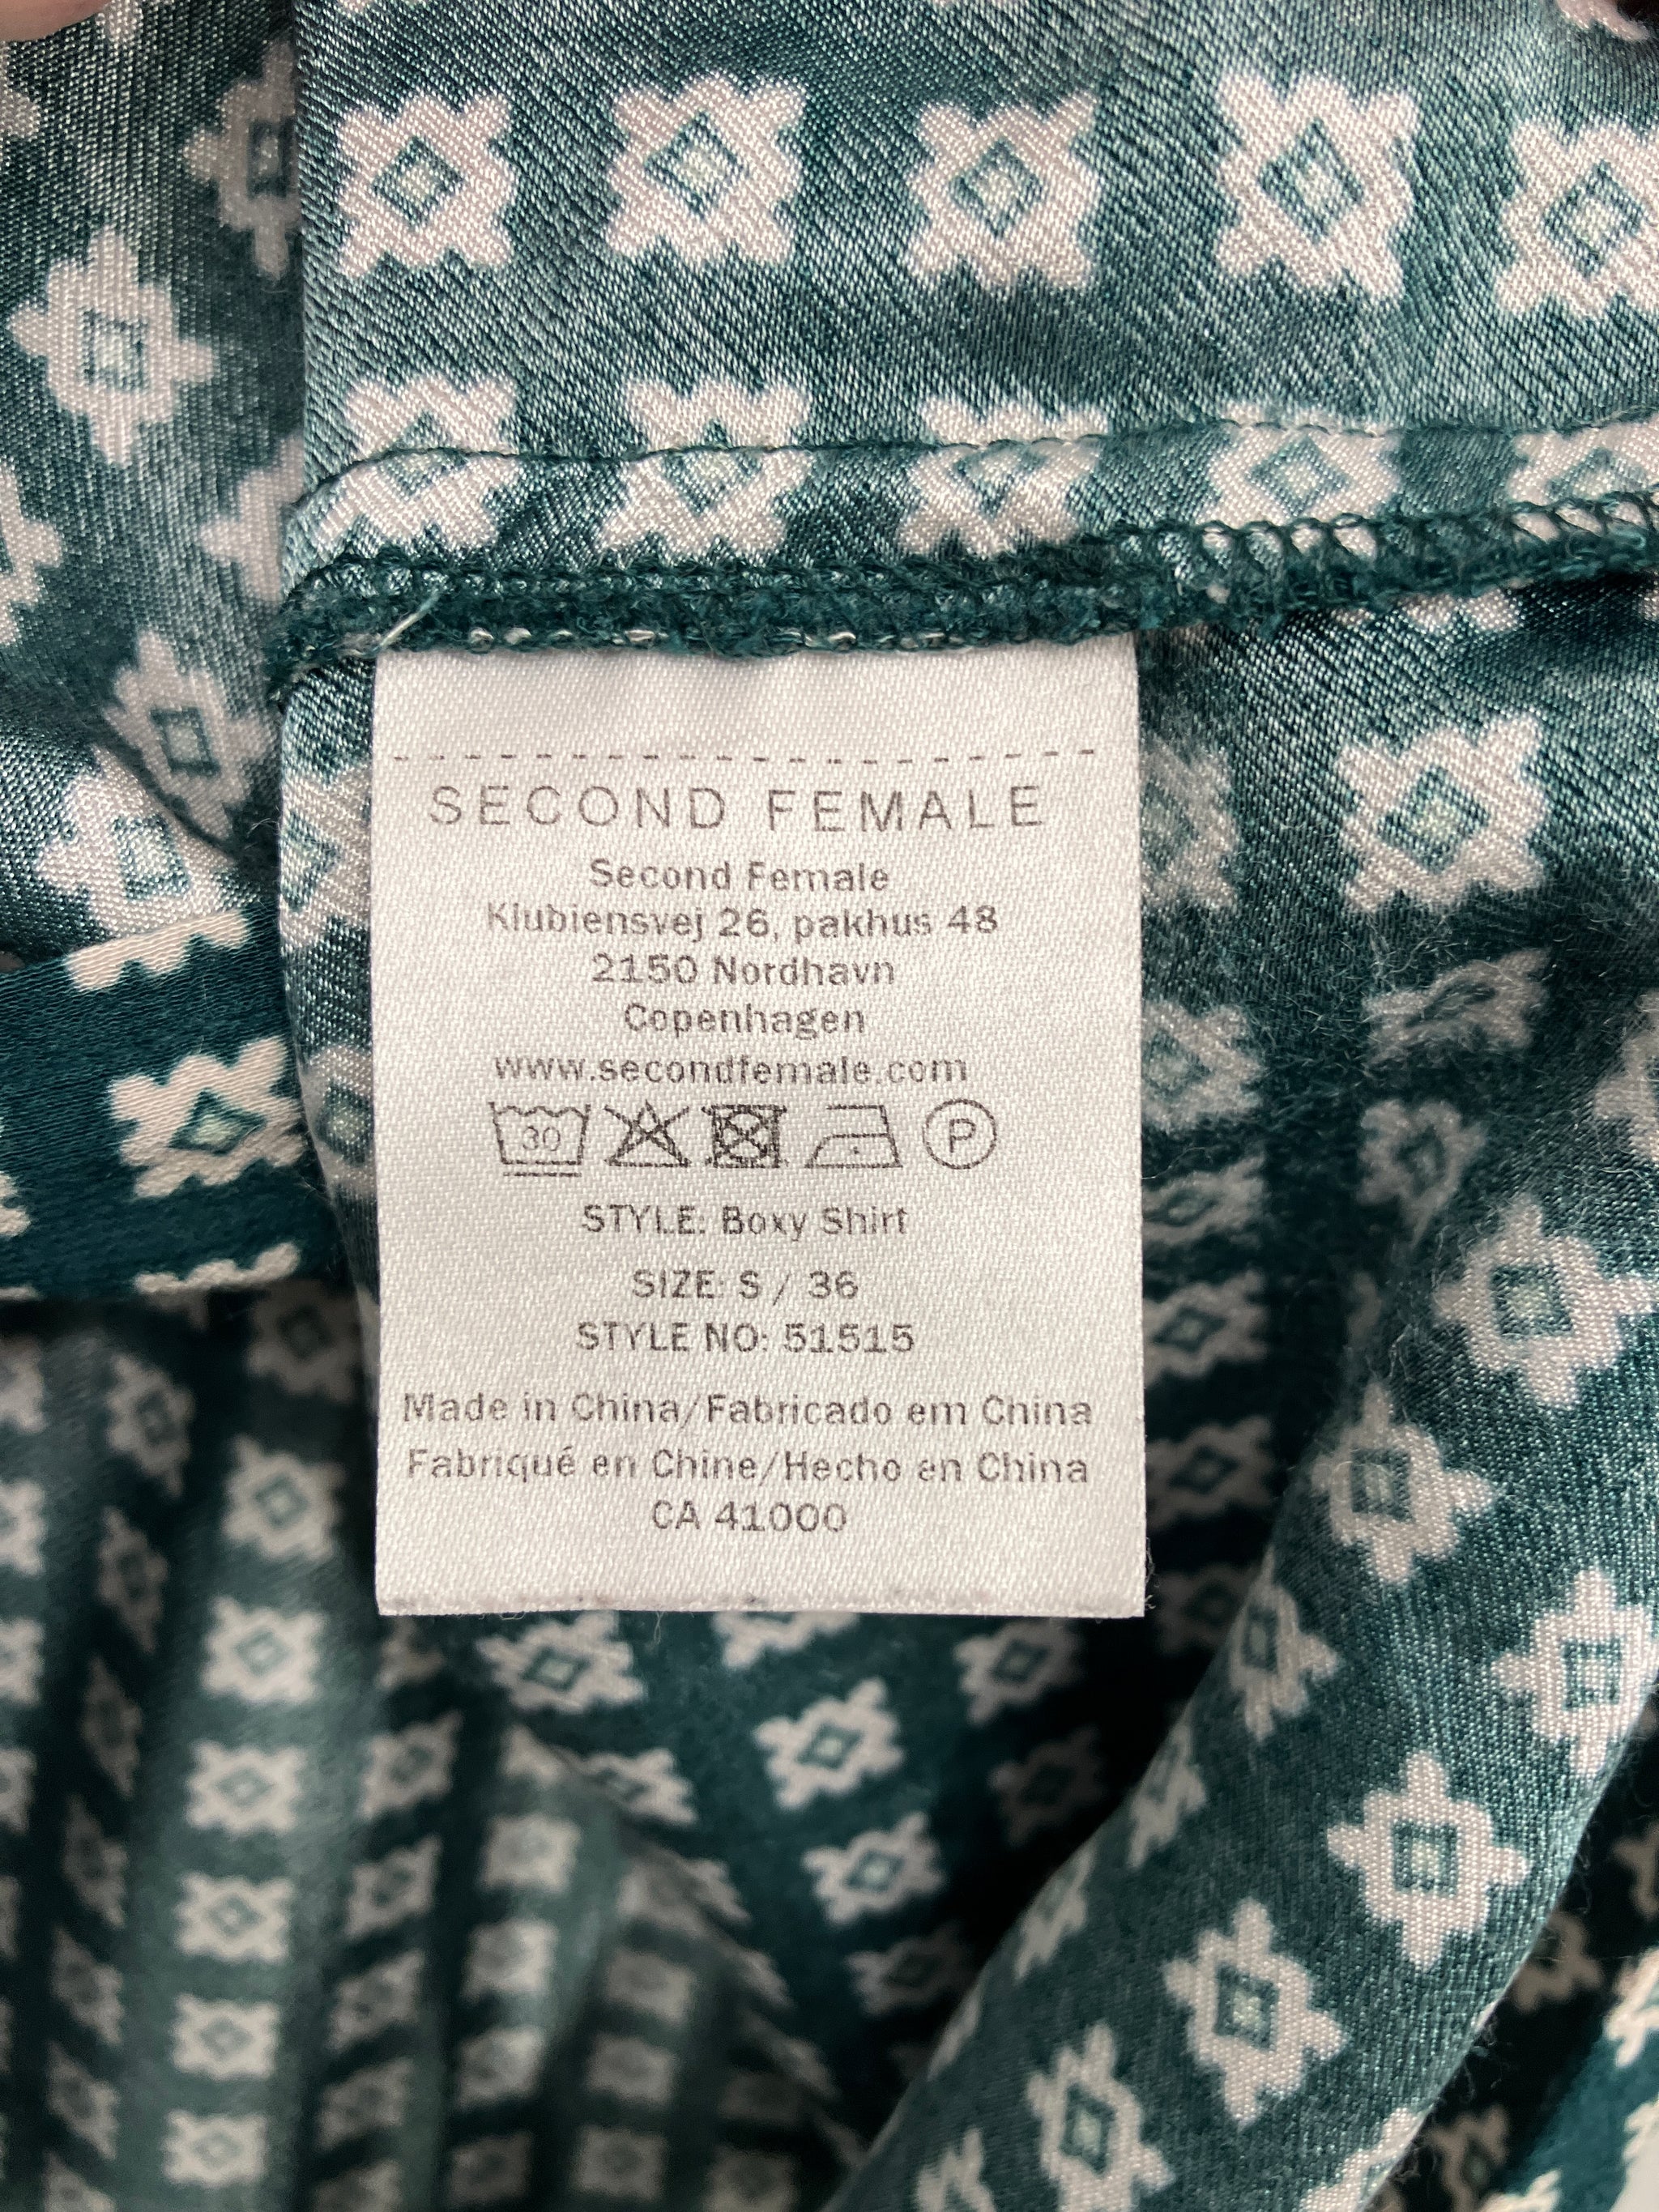 SECOND FEMALE
Second Female
Klubiensvej 26, pakhus 48
2150 Nordhavn
Copenhagen
www.secondfemale.com
30 P
STYLE: Boxy Shirt
SIZE: S / 36
STYLE NO: 51515
Made in China/Fabricado em China
Fabriqué en Chine/Hecho en China
CA 41000